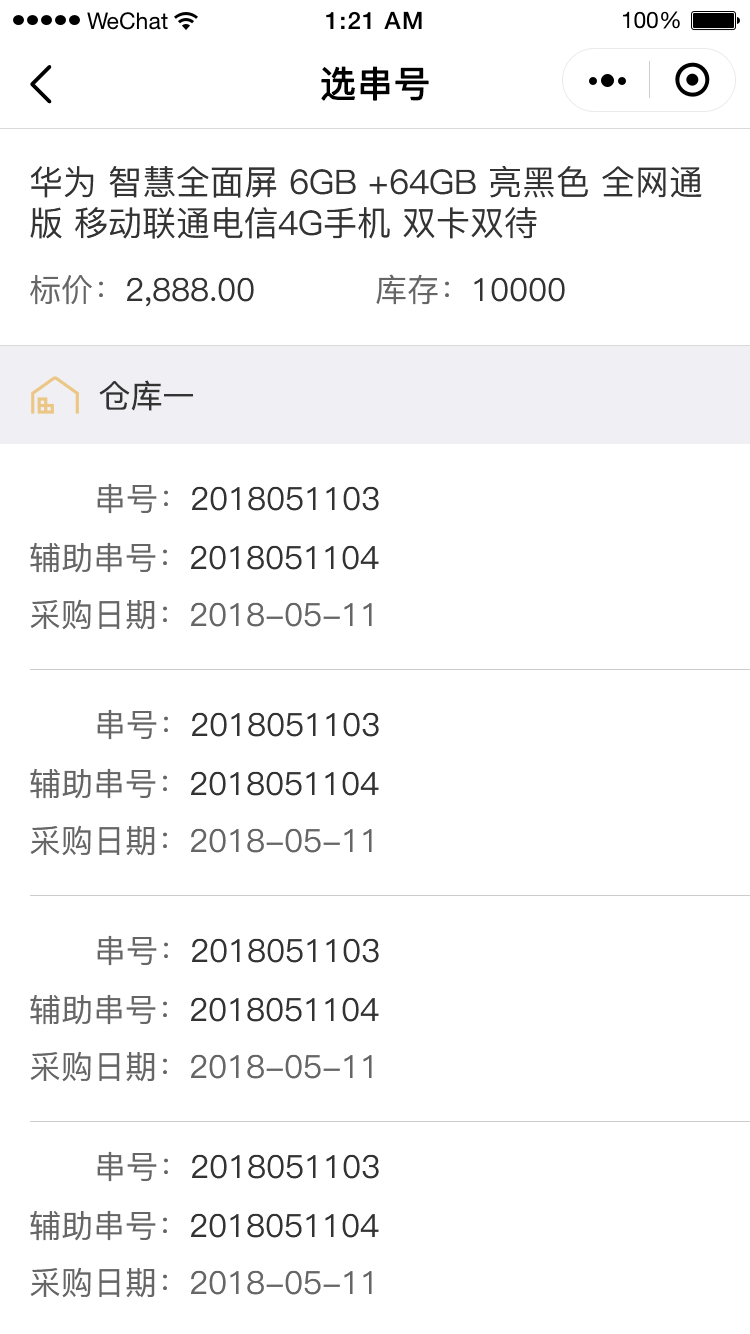 WeChat 1:21 AM 100%
选串号
华为 智慧全面屏 6GB +64GB 亮黑色 全网通
版 移动联通电信4G手机 双卡双待
标价：2,888.00 库存：10000
仓库一
串号：2018051103
辅助串号：2018051104
采购日期：2018-05-11
串号：2018051103
辅助串号：2018051104
采购日期：2018-05-11
串号：2018051103
辅助串号：2018051104
采购日期：2018-05-11
串号：2018051103
辅助串号：2018051104
采购日期：2018-05-11